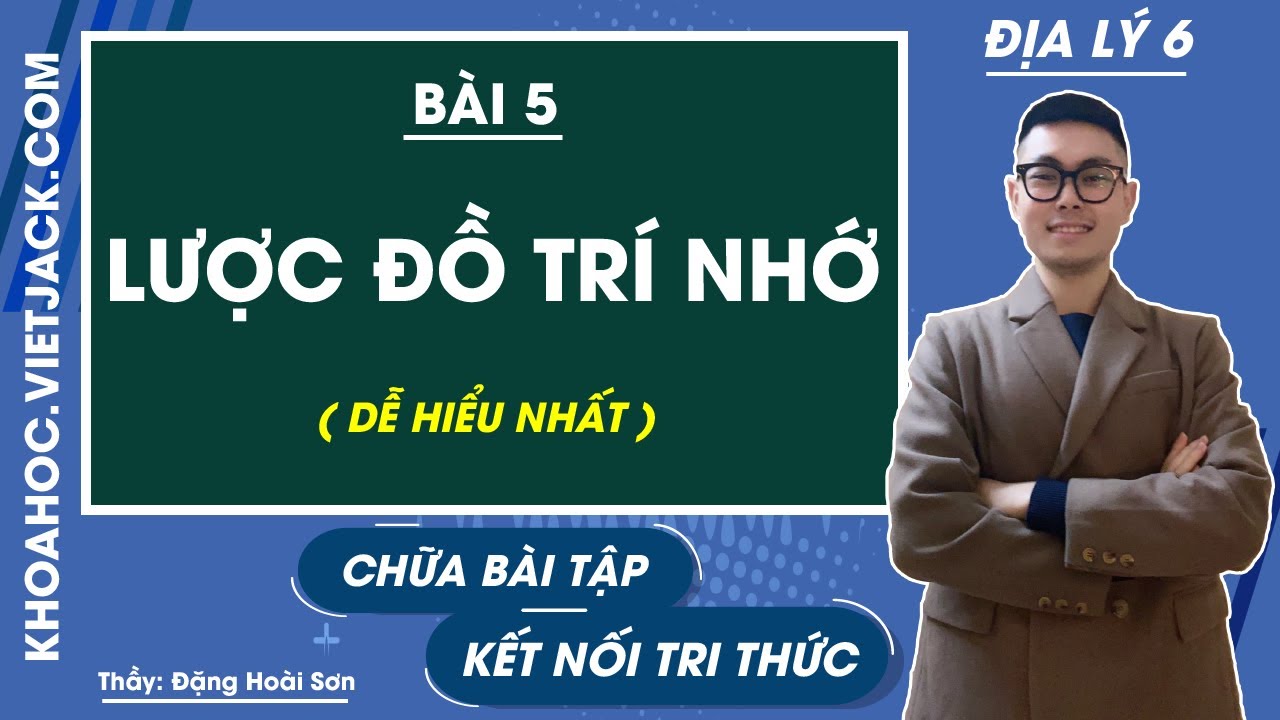 ĐỊA LÝ 6
KHOAHOC.VIETJACK.COM
BÀI 5
LƯỢC ĐỒ TRÍ NHỚ
( DỄ HIỂU NHẤT )
CHỮA BÀI TẬP
KẾT NỐI TRI THỨC
Thầy: Đặng Hoài Sơn